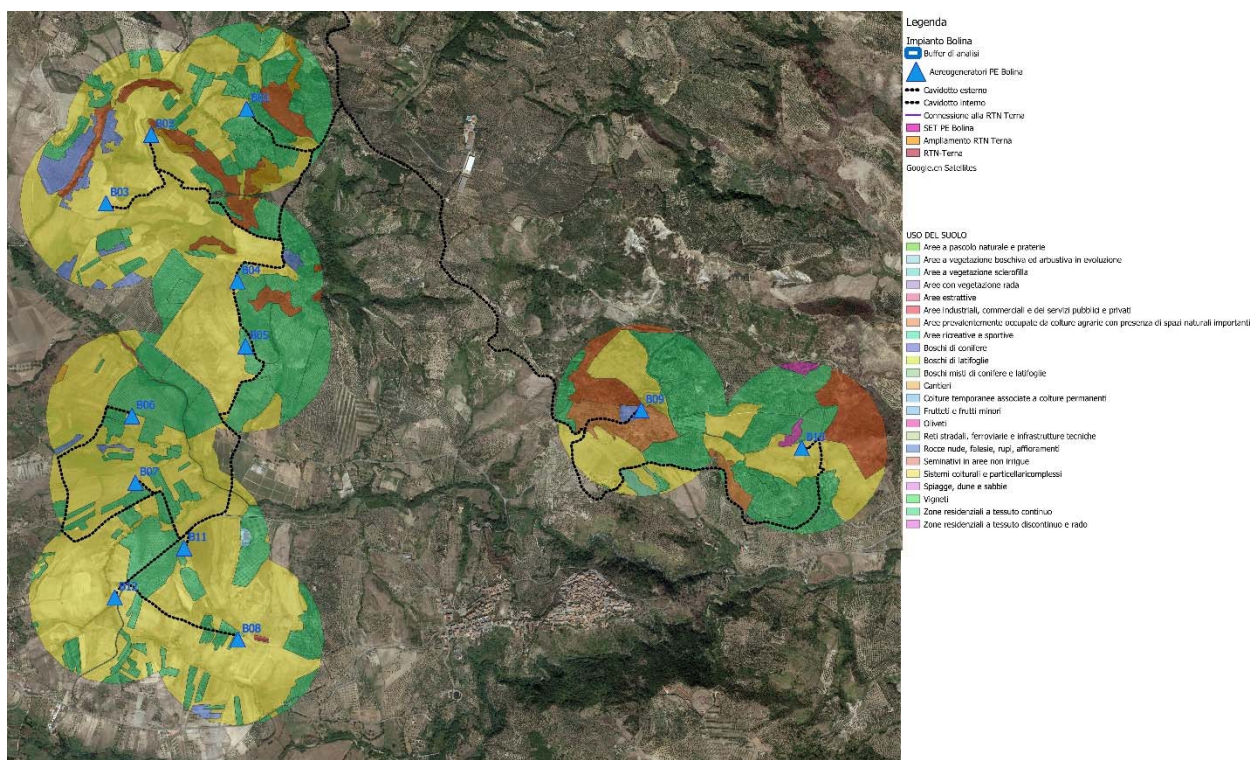 Legenda
Impianto Bolina
Buffer di analisi
Aereogeneratori PE Bolina
Cavidotto esterno
Cavidotto interno
Connessione alla RTN Terna
SET PE Bolina
Ampliamento RTN Terna
RTN-Terna
Google.cn Satellites
USO DEL SUOLO
Aree a pascolo naturale e praterie
Aree a vegetazione boschiva ed arbustiva in evoluzione
Aree a vegetazione sclerofilla
Aree con vegetazione rada
Aree estrattive
Aree industriali, commerciali e dei servizi pubblici e privati
Aree prevalentemente occupate da colture agrarie con presenza di spazi naturali importanti
Aree ricreative e sportive
Boschi di conifere
Boschi di latifoglie
Boschi misti di conifere e latifoglie
Cantieri
Colture temporanee associate a colture permanenti
Frutteti e frutti minori
Oliveti
Reti stradali, ferroviarie e infrastrutture tecniche
Rocce nude, falesie, rupi, affioramenti
Seminativi in aree non irrigue
Sistemi colturali e particellaricomplessi
Spiagge, dune e sabbie
Vigneti
Zone residenziali a tessuto continuo
Zone residenziali a tessuto discontinuo e rado
B03
B04
B05
B06
B07
B11
B08
B09
B10